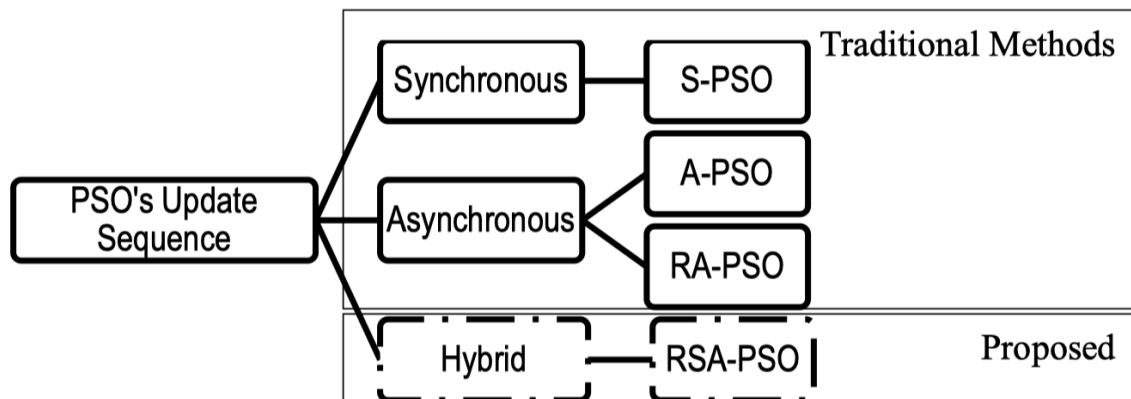 Traditional Methods
Synchronous
S-PSO
A-PSO
PSO's Update
Sequence
Asynchronous
RA-PSO
Proposed
Hybrid
RSA-PSO